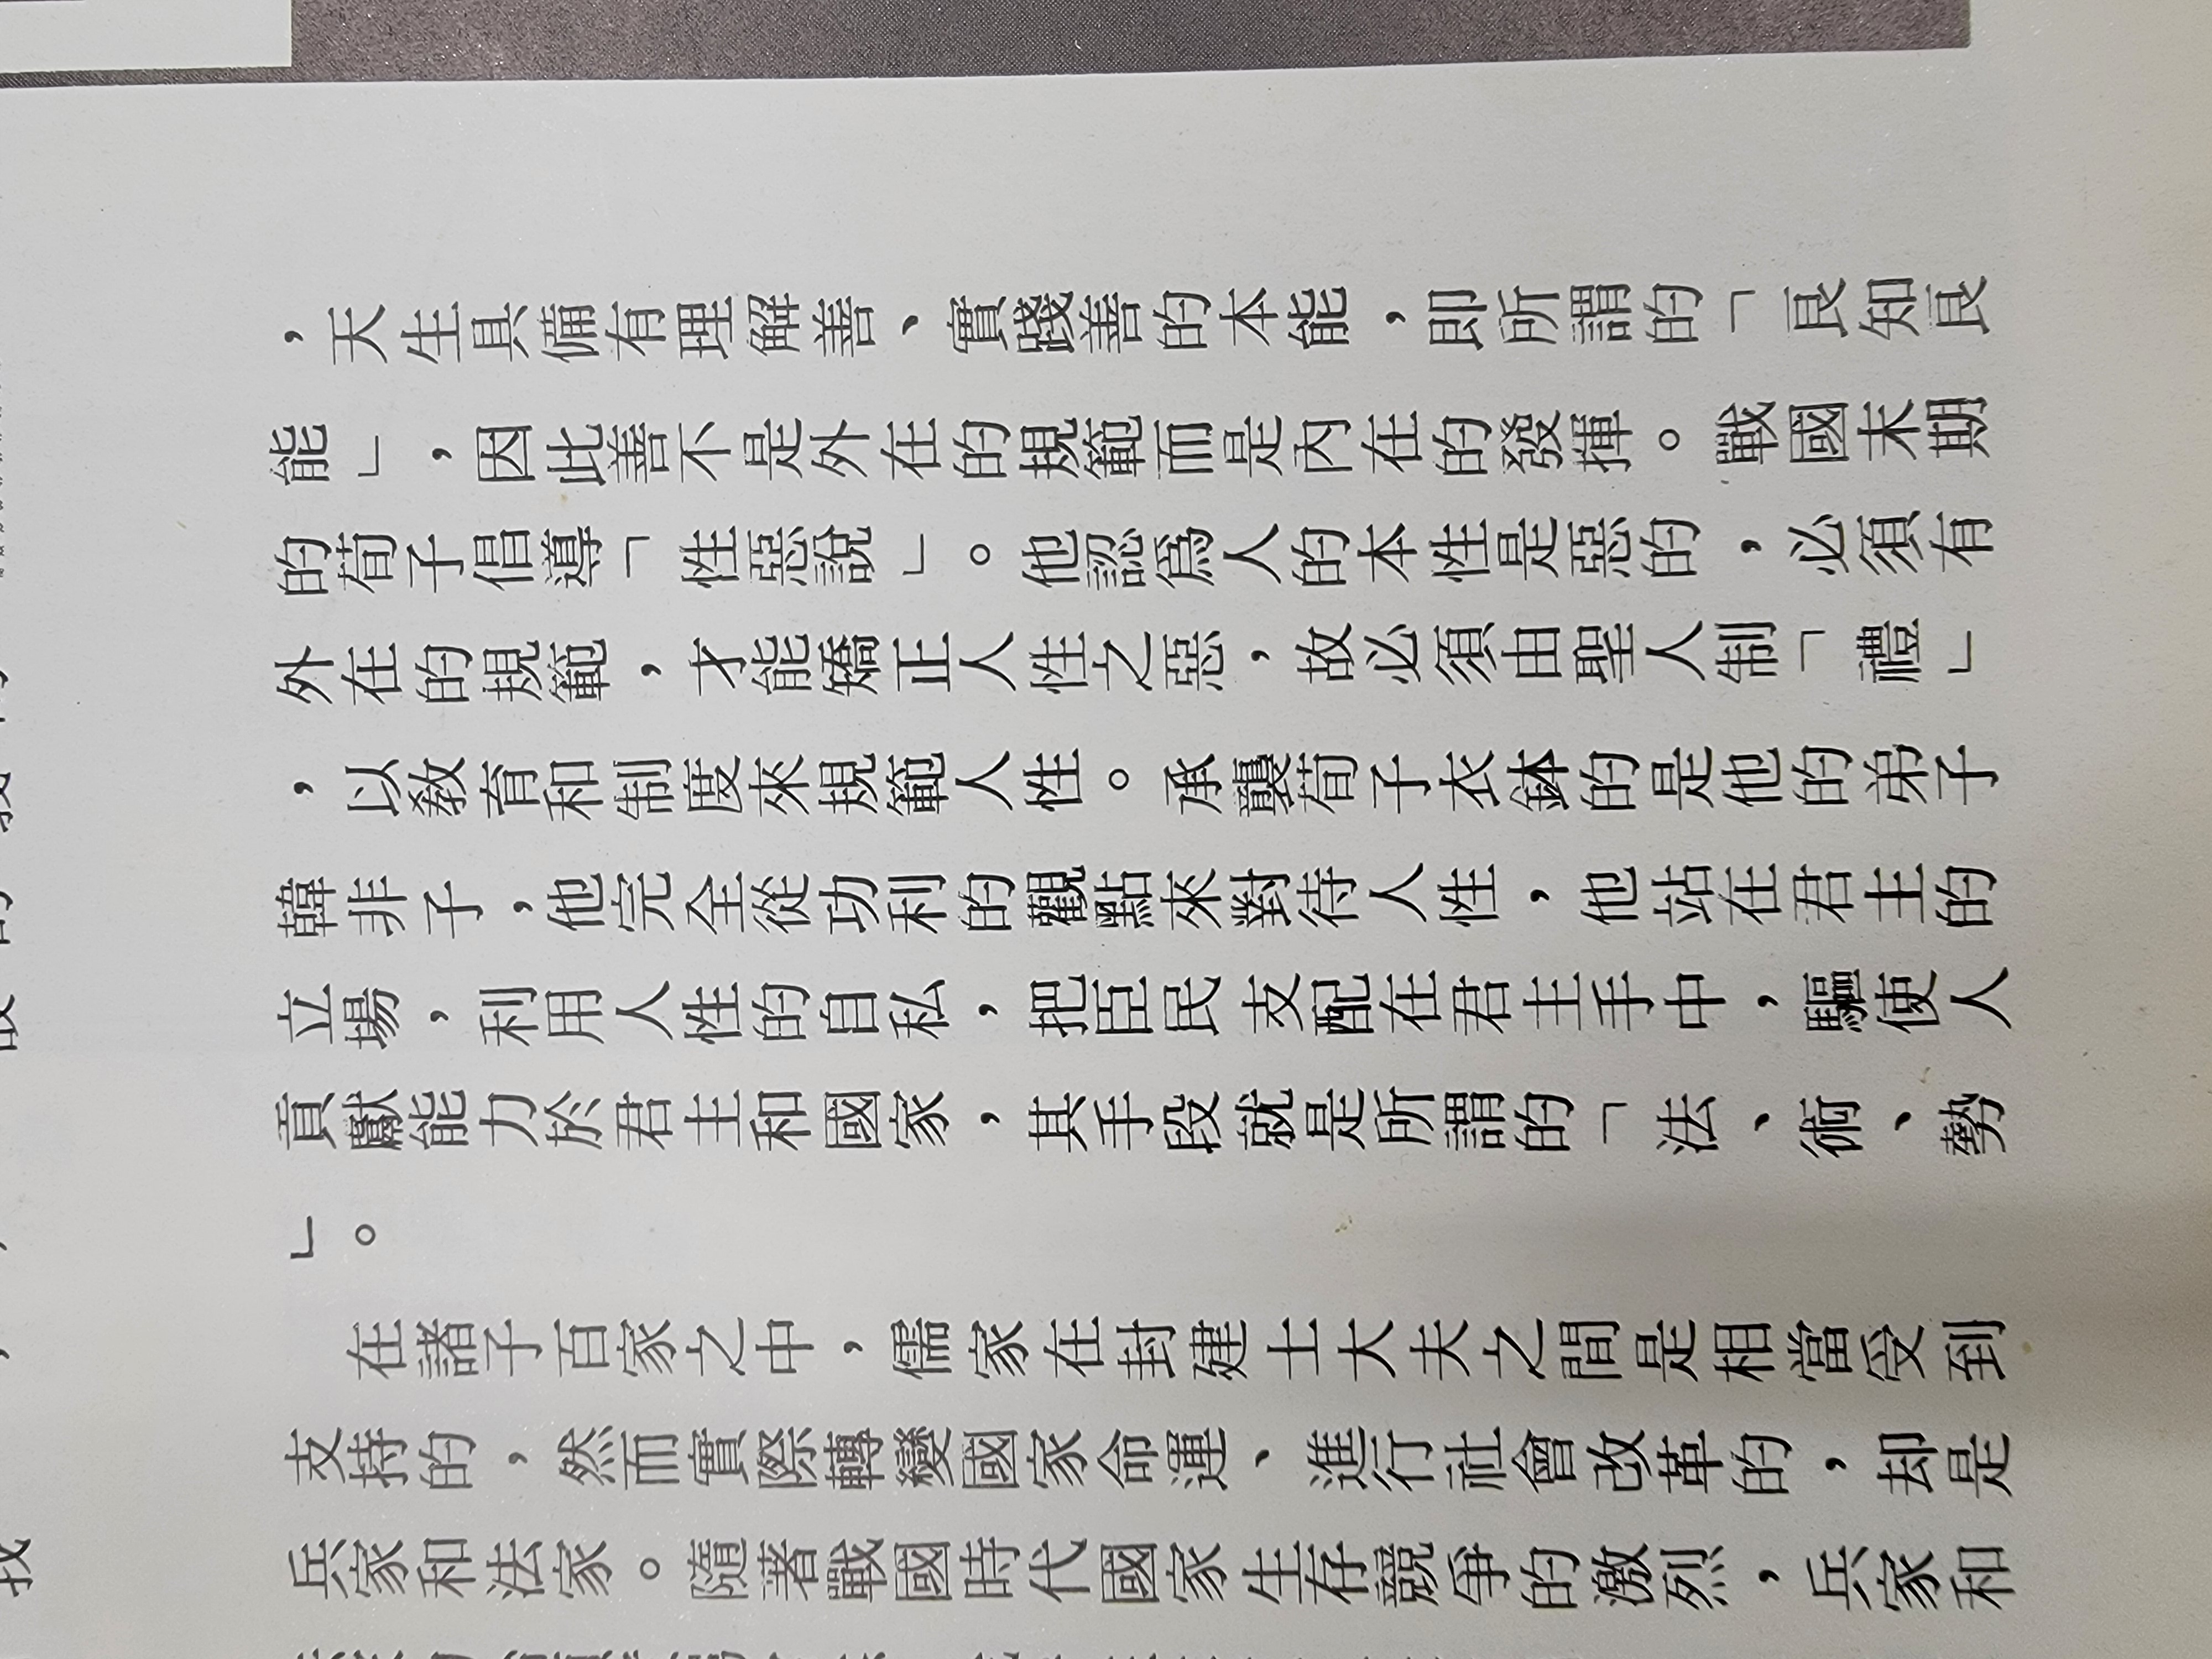 ，天生具備有理解善、實踐善的本能，即所謂的「良知良
能」，因此善不是外在的規範而是內在的發揮。戰國末期
的荀子倡導「性惡說」。他認爲人的本性是惡的，必須有
外在的規範，才能矯正人性之惡，故必須由聖人制「禮」
，以教育和制度來規範人性。承襲荀子衣鉢的是他的弟子
韓非子，他完全從功利的觀點來對待人性，他站在君主的
立場，利用人性的自私，把臣民支配在君主手中，驅使人
貢獻能力於君主和國家，其手段就是所謂的「法、術、勢
」。
在諸子百家之中，儒家在封建士大夫之間是相當受到
支持的，然而實際轉變國家命運、進行社會改革的，却是
兵家和法家。隨著戰國時代國家生存競爭的激烈，兵家和